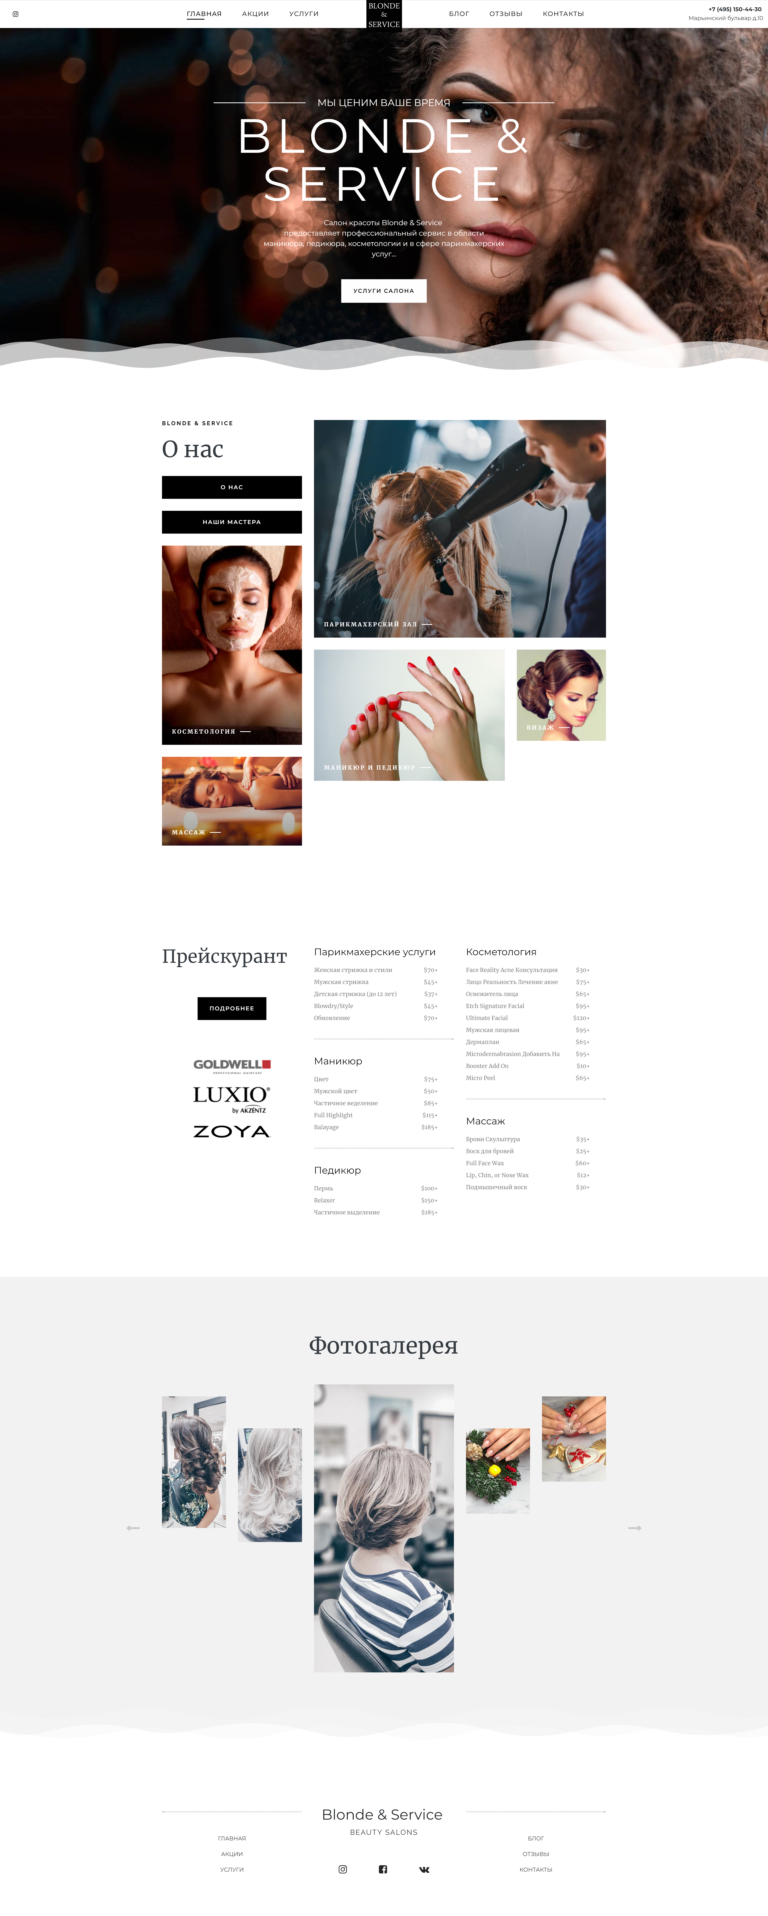 ГЛАВНАЯ
АКЦИИ
УСЛУГИ
BLONDE
&
SERVICE
БЛОГ
ОТЗЫВЫ
КОНТАКТЫ
+7 (495) 150-44-30
Марьинский бульвар д.10
МЫ ЦЕНИМ ВАШЕ ВРЕМЯ
BLONDE &
SERVICE
Салон красоты Blonde & Service
предоставляет профессиональный сервис в области
маникюра, педикюра, косметологии и в сфере парикмахерских
услуг...
УСЛУГИ САЛОНА
BLONDE & SERVICE
О нас
О НАС
НАШИ МАСТЕРА
КОСМЕТОЛОГИЯ
МАССАЖ
ПАРИКМАХЕРСКИЙ ЗАЛ
МАНИКЮР И ПЕДИКЮР
ВИЗАЖ
Прейскурант
ПОДРОБНЕЕ
GOLDWELL
PROFESSIONAL HAIRCARE
LUXIO®
by AKZENTZ
ZOYA
Парикмахерские услуги
Женская стрижка и стили $70+
Мужская стрижка $45+
Детская стрижка (до 12 лет) $37+
Blowdry/Style $45+
Обновление $70+
Маникюр
Цвет $75+
Мужской цвет $50+
Частичное веделение $85+
Full Highlight $115+
Balayage $185+
Педикюр
Пермь $100+
Relaxer $150+
Частичное выделение $185+
Косметология
Face Reality Acne Консультация $30+
Лицо Реальность Лечение акне $75+
Осветитель лица $65+
Etch Signature Facial $95+
Ultimate Facial $120+
Мужская лицевая $95+
Дермаплан $65+
Microdermabrasion Добавить На $95+
Booster Add On $10+
Micro Peel $65+
Массаж
Брови Скульптура $35+
Воск для бровей $25+
Full Face Wax $60+
Lip, Chin, or Nose Wax $12+
Подмышечный воск $30+
Фотогалерея
Blonde & Service
BEAUTY SALONS
ГЛАВНАЯ
АКЦИИ
УСЛУГИ
БЛОГ
ОТЗЫВЫ
КОНТАКТЫ